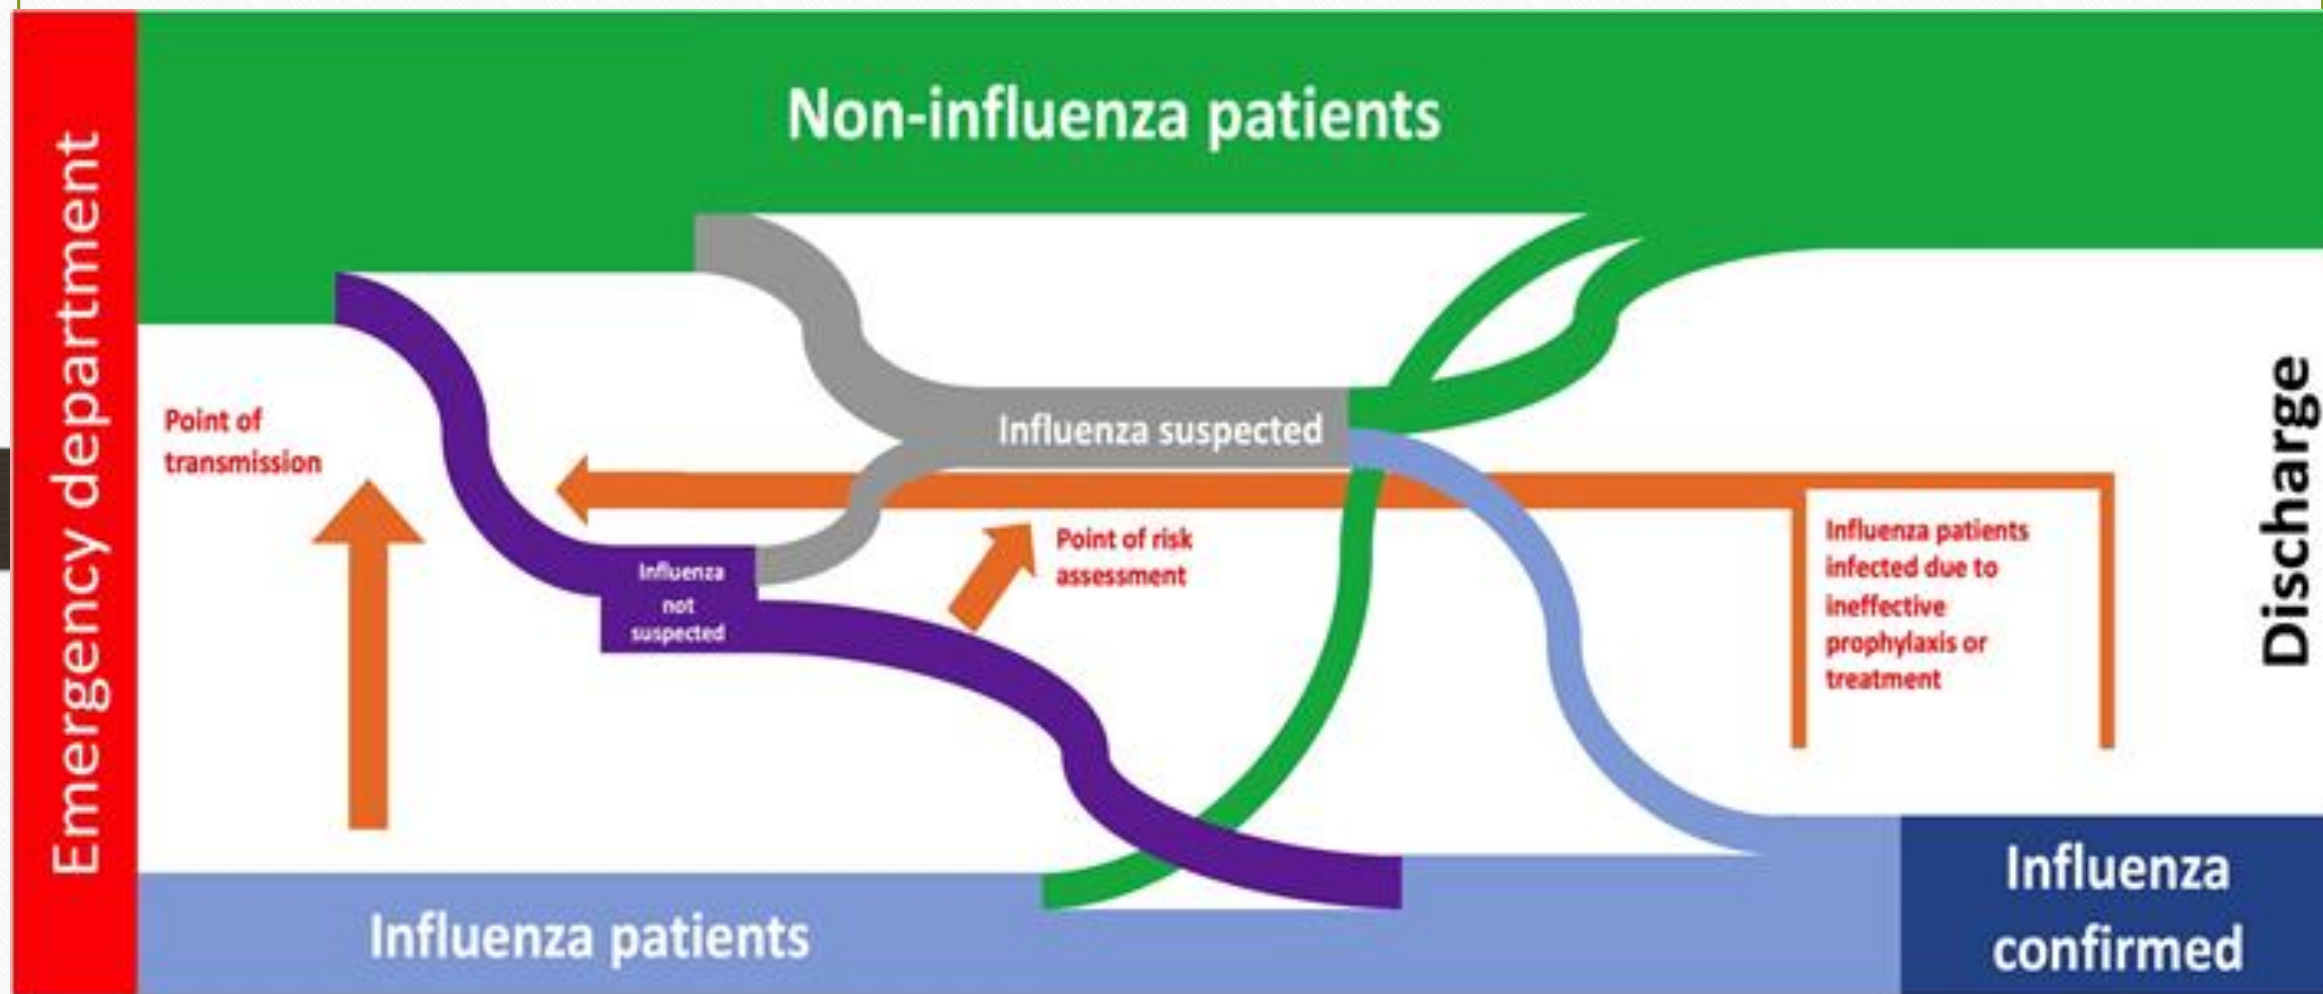 Emergency department
Non-influenza patients
Point of
transmission
Influenza suspected
Influenza
not
suspected
Point of risk
assessment
Influenza patients
infected due to
ineffective
prophylaxis or
treatment
Discharge
Influenza patients
Influenza
confirmed